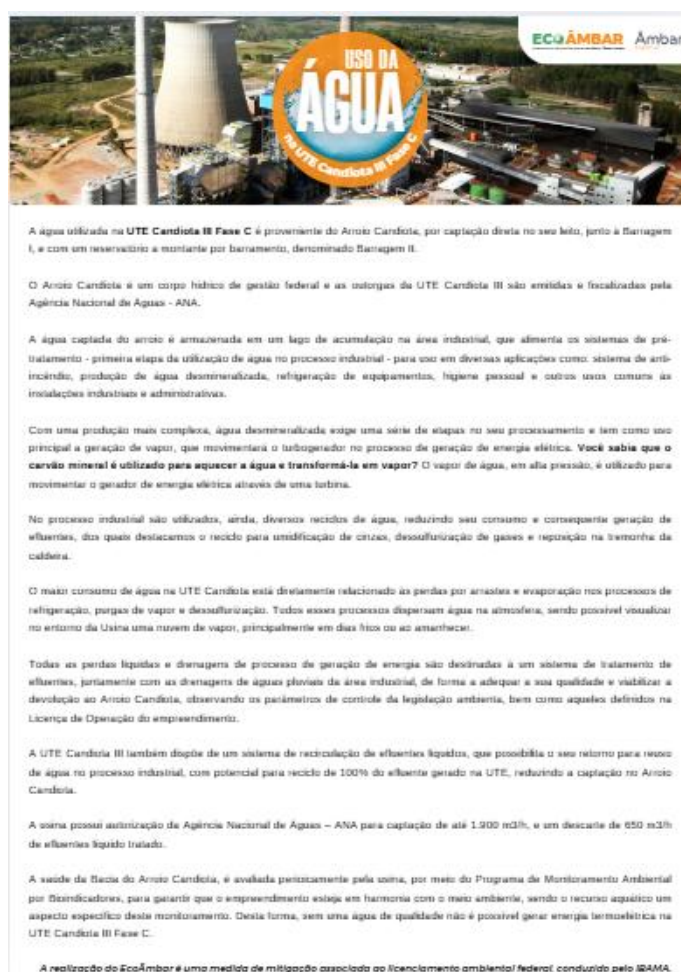 ECOÂMBAR Âmbar
USO DA
ÁGUA
na UTE Candiota III Fase C
A água utilizada na UTE Candiota III Fase C é proveniente do Arroio Candiota, por captação direta no seu leito, junto à Barragem
I, e com um reservatório a montante por barramento, denominado Barragem II.
O Arroio Candiota é um corpo hídrico de gestão federal e as outorgas da UTE Candiota III são emitidas e fiscalizadas pela
Agência Nacional de Águas - ANA.
A água captada do arroio é armazenada em um lago de acumulação na área industrial, que alimenta os sistemas de pré-
tratamento - primeira etapa da utilização de água no processo industrial - para uso em diversas aplicações como: sistema de anti-
incêndio, produção de água desmineralizada, refrigeração de equipamentos, higiene pessoal e outros usos comuns às
instalações industriais e administrativas.
Com uma produção mais complexa, água desmineralizada exige uma série de etapas no seu processamento e tem como uso
principal a geração de vapor, que movimentará o turbogerador no processo de geração de energia elétrica. Você sabia que o
carvão mineral é utilizado para aquecer a água e transformá-la em vapor? O vapor de água, em alta pressão, é utilizado para
movimentar o gerador de energia elétrica através de uma turbina.
No processo industrial são utilizados, ainda, diversos reciclos de água, reduzindo seu consumo e consequente geração de
efluentes, dos quais destacamos o reciclo para umidificação de cinzas, dessulfurização de gases e reposição na tremonha da
caldeira.
O maior consumo de água na UTE Candiota está diretamente relacionado às perdas por arrastes e evaporação nos processos de
refrigeração, purgas de vapor e dessulfurização. Todos esses processos dispersam água na atmosfera, sendo possível visualizar
no entorno da Usina uma nuvem de vapor, principalmente em dias frios ou ao amanhecer.
Todas as perdas líquidas e drenagens de processo de geração de energia são destinadas à um sistema de tratamento de
efluentes, juntamente com as drenagens de águas pluviais da área industrial, de forma a adequar a sua qualidade e viabilizar a
devolução ao Arroio Candiota, observando os parâmetros de controle da legislação ambienta, bem como aqueles definidos na
Licença de Operação do empreendimento.
A UTE Candiota III também dispõe de um sistema de recirculação de efluentes líquidos, que possibilita o seu retorno para reuso
de água no processo industrial, com potencial para reciclo de 100% do efluente gerado na UTE, reduzindo a captação no Arroio
Candiota.
A usina possui autorização da Agência Nacional de Águas – ANA para captação de até 1.900 m3/h, e um descarte de 650 m3/h
de efluentes líquido tratado.
A saúde da Bacia do Arroio Candiota, é avaliada periodicamente pela usina, por meio do Programa de Monitoramento Ambiental
por Bioindicadores, para garantir que o empreendimento esteja em harmonia com o meio ambiente, sendo o recurso aquático um
aspecto específico deste monitoramento. Desta forma, sem uma água de qualidade não é possível gerar energia termoelétrica na
UTE Candiota III Fase C.
A realização do EcoÂmbar é uma medida de mitigação associada ao licenciamento ambiental federal, conduzido pelo IBAMA.